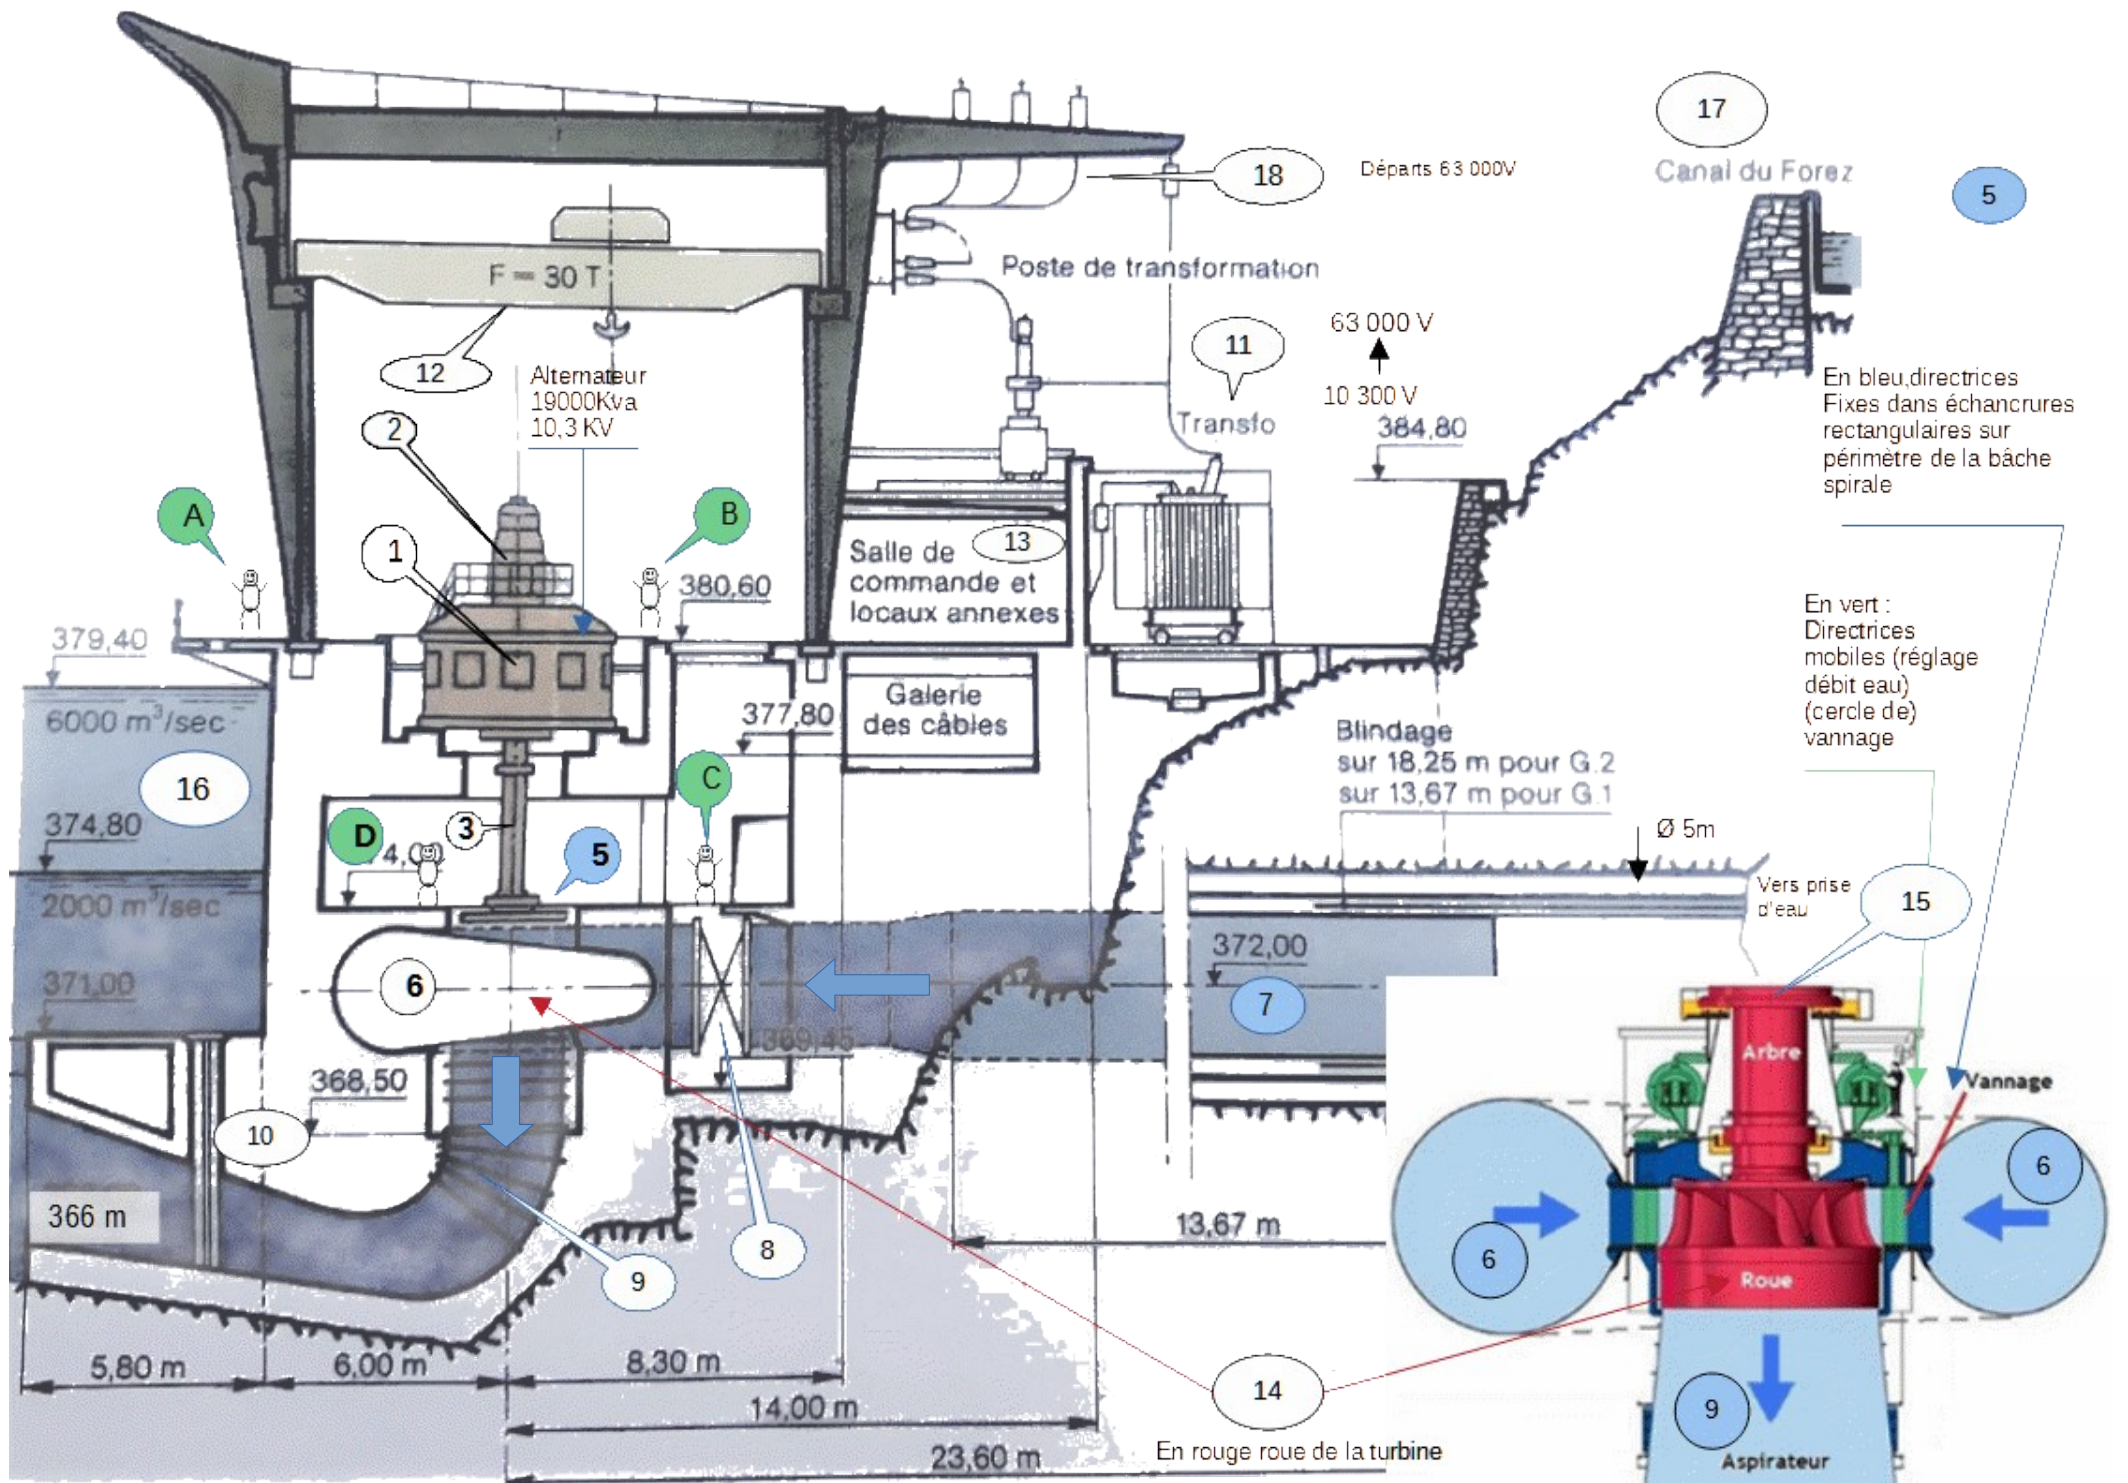 17
Canal du Forez
5
18
Départs 63 000V
F = 30 T
Poste de transformation
12
11
63 000 V
10 300 V
Transfo
384,80
Alternateur
19000Kva
10,3 KV
2
1
A
B
En bleu,directrices
Fixes dans échancrures
rectangulaires sur
périmètre de la bâche
spirale
13
Salle de
commande et
locaux annexes
380,60
379,40
6000 m³/sec
16
En vert :
Directrices
mobiles (réglage
débit eau)
(cercle de)
vannage
Galerie
des câbles
377,80
Blindage
sur 18,25 m pour G.2
sur 13,67 m pour G.1
C
D
3
5
374,80
2000 m³/sec
Ø 5m
Vers prise
d'eau
15
372,00
7
6
371,00
369,45
368,50
10
366 m
9
8
13,67 m
Arbre
Vannage
6
6
Roue
9
Aspirateur
5,80 m
6,00 m
8,30 m
14,00 m
23,60 m
14
En rouge roue de la turbine